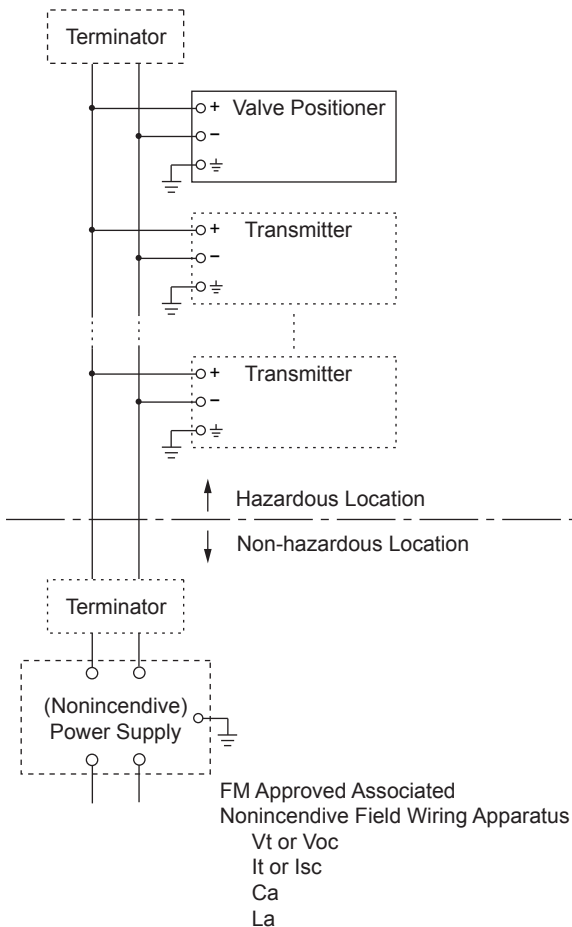 Terminator
+ Valve Positioner
−
+ Transmitter
−
+ Transmitter
−
Hazardous Location
Non-hazardous Location
Terminator
(Nonincendive)
Power Supply
FM Approved Associated
Nonincendive Field Wiring Apparatus
Vt or Voc
It or Isc
Ca
La